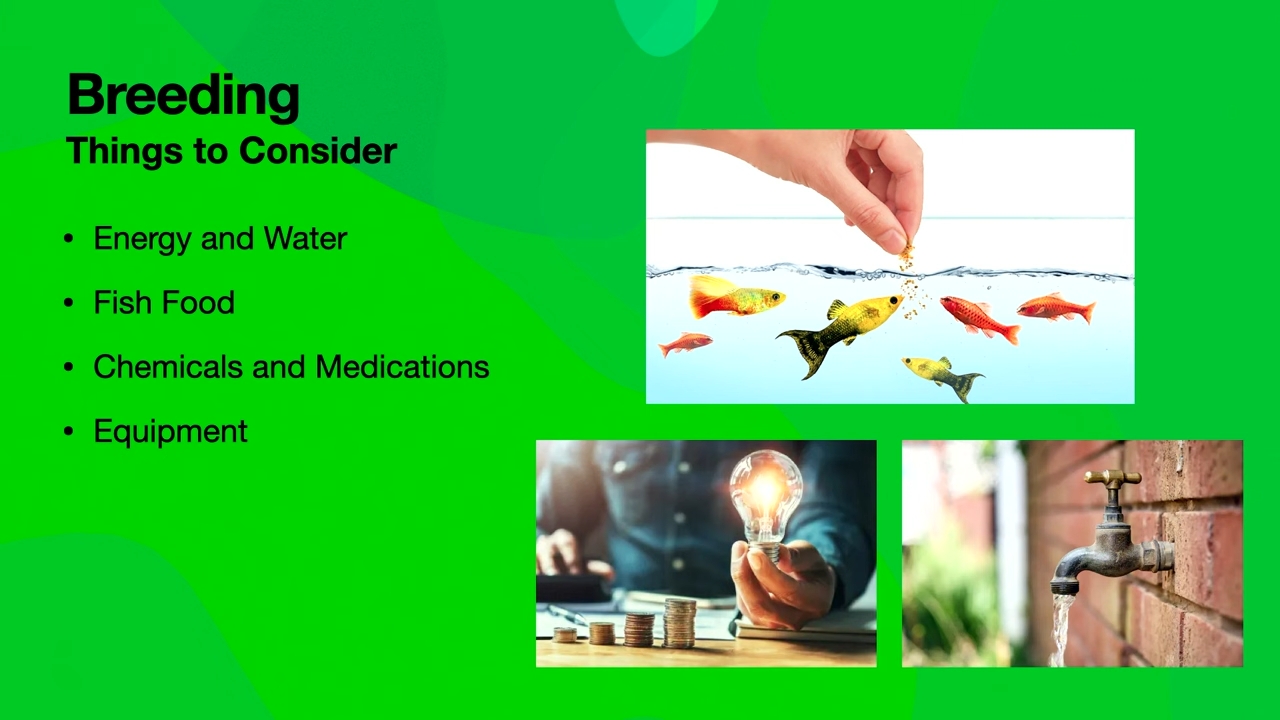 Breeding
Things to Consider
• Energy and Water
• Fish Food
• Chemicals and Medications
• Equipment